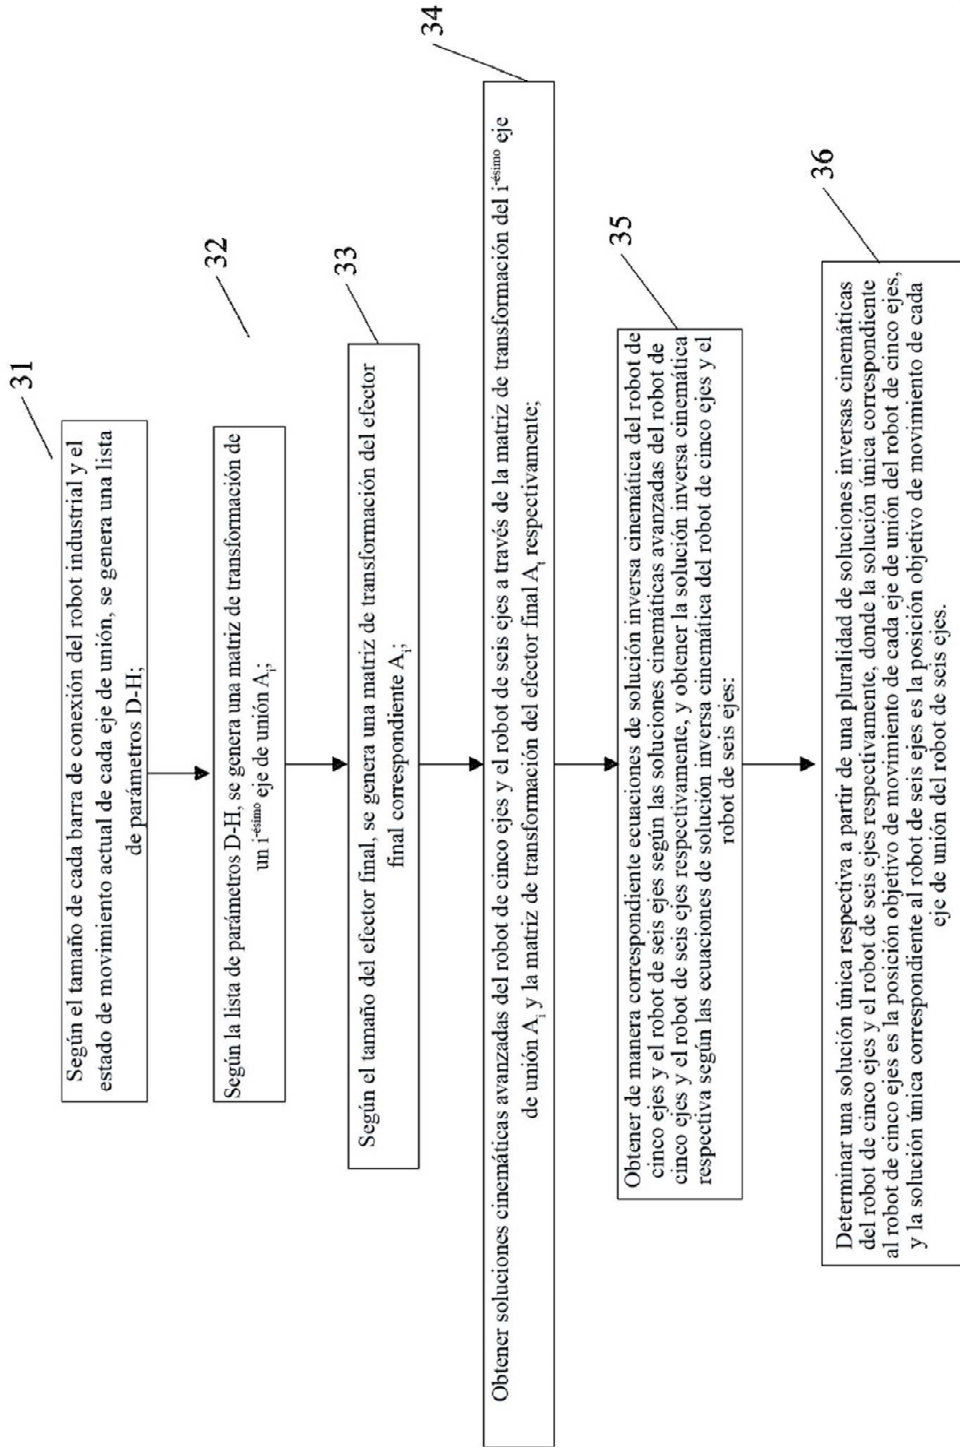 31
Según el tamaño de cada barra de conexión del robot industrial y el
estado de movimiento actual de cada eje de unión, se genera una lista
de parámetros D-H;
32
Según la lista de parámetros D-H, se genera una matriz de transformación de
un i-ésimo eje de unión Ai;
33
Según el tamaño del efector final, se genera una matriz de transformación del efector
final correspondiente Ai;
34
Obtener soluciones cinemáticas avanzadas del robot de cinco ejes y el robot de seis ejes a través de la matriz de transformación del i-ésimo eje
de unión Ai y la matriz de transformación del efector final Ai respectivamente;
35
Obtener de manera correspondiente ecuaciones de solución inversa cinemática del robot de
cinco ejes y el robot de seis ejes según las soluciones cinemáticas avanzadas del robot de
cinco ejes y el robot de seis ejes respectivamente, y obtener la solución inversa cinemática
respectiva según las ecuaciones de solución inversa cinemática del robot de cinco ejes y el
robot de seis ejes:
36
Determinar una solución única respectiva a partir de una pluralidad de soluciones inversas cinemáticas
del robot de cinco ejes y el robot de seis ejes respectivamente, donde la solución única correspondiente
al robot de cinco ejes es la posición objetivo de movimiento de cada eje de unión del robot de cinco ejes,
y la solución única correspondiente al robot de seis ejes es la posición objetivo de movimiento de cada
eje de unión del robot de seis ejes.